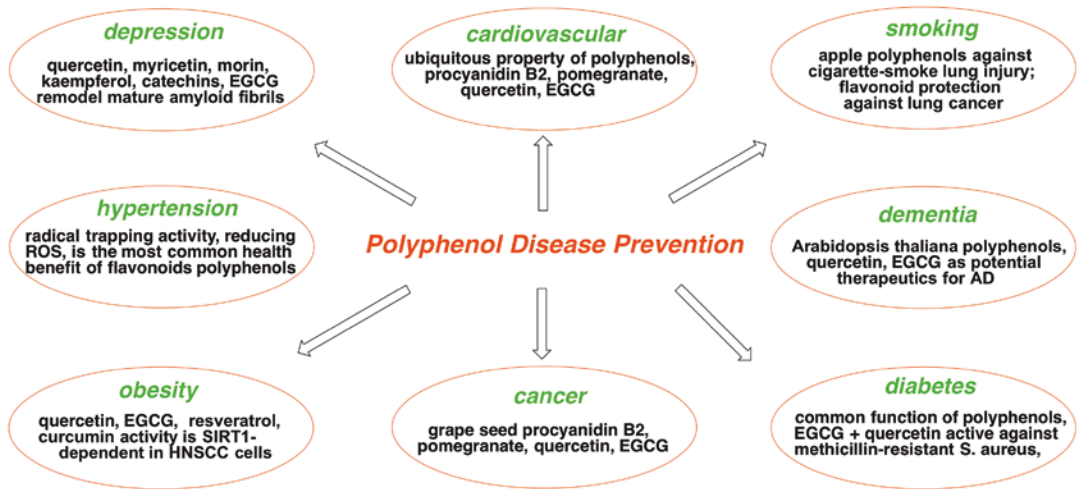 depression
quercetin, myricetin, morin,
kaempferol, catechins, EGCG
remodel mature amyloid fibrils
cardiovascular
ubiquitous property of polyphenols,
procyanidin B2, pomegranate,
quercetin, EGCG
smoking
apple polyphenols against
cigarette-smoke lung injury;
flavonoid protection
against lung cancer
hypertension
radical trapping activity, reducing
ROS, is the most common health
benefit of flavonoids polyphenols
Polyphenol Disease Prevention
dementia
Arabidopsis thaliana polyphenols,
quercetin, EGCG as potential
therapeutics for AD
obesity
quercetin, EGCG, resveratrol,
curcumin activity is SIRT1-
dependent in HNSCC cells
cancer
grape seed procyanidin B2,
pomegranate, quercetin, EGCG
diabetes
common function of polyphenols,
EGCG + quercetin active against
methicillin-resistant S. aureus,